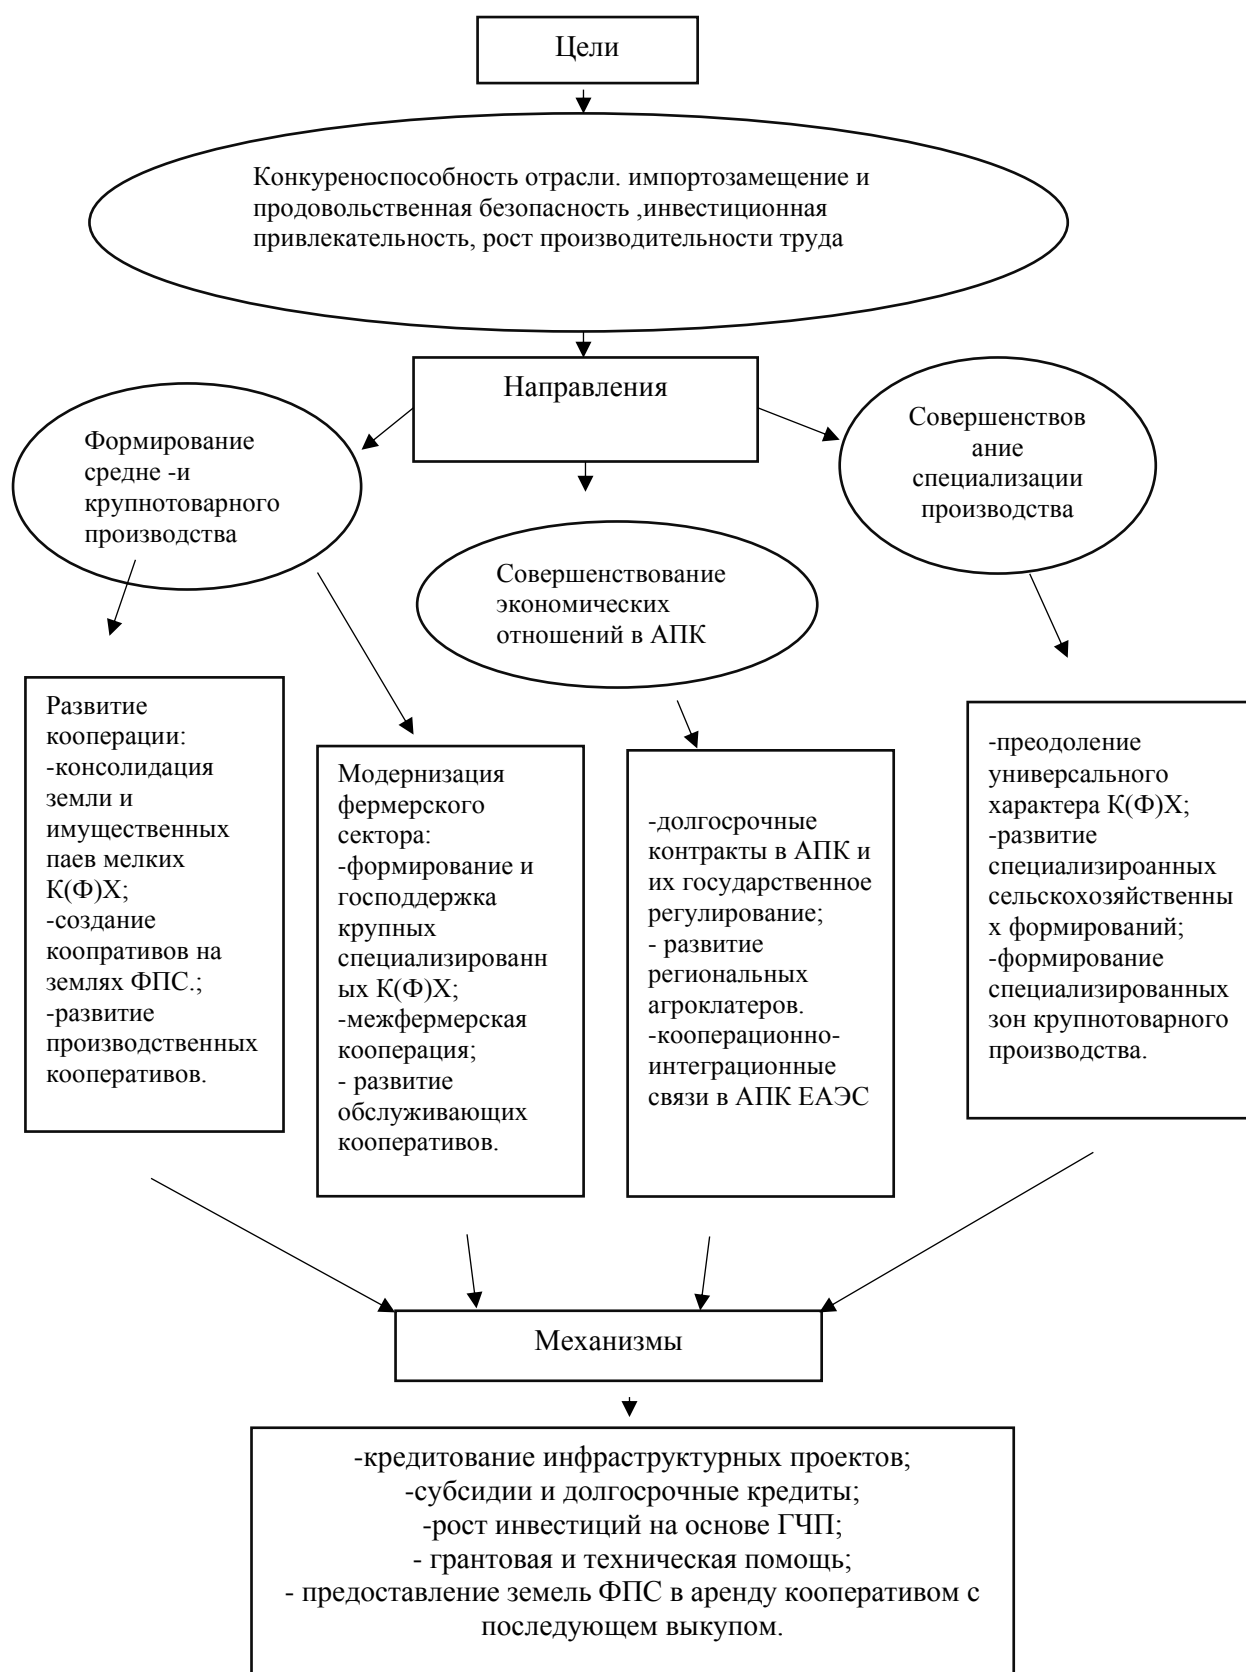 Цели
Конкуреноспособность отрасли. импортозамещение и
продовольственная безопасность ,инвестиционная
привлекательность, рост производительности труда
Направления
Формирование
средне -и
крупнотоварного
производства
Совершенствование
экономических
отношений в АПК
Совершенствов
ание
специализации
производства
Развитие
кооперации:
-консолидация
земли и
имущественных
паев мелких
К(Ф)Х;
-создание
коопративов на
землях ФПС.;
-развитие
производственных
кооперативов.
Модернизация
фермерского
сектора:
-формирование и
господдержка
крупных
специализированн
ых К(Ф)Х;
-межфермерская
кооперация;
- развитие
обслуживающих
кооперативов.
-долгосрочные
контракты в АПК и
их государственное
регулирование;
- развитие
региональных
агроклатеров.
-кооперационно-
интеграционные
связи в АПК ЕАЭС
-преодоление
универсального
характера К(Ф)Х;
-развитие
специализироанных
сельскохозяйственны
х формирований;
-формирование
специализированных
зон крупнотоварного
производства.
Механизмы
-кредитование инфраструктурных проектов;
-субсидии и долгосрочные кредиты;
-рост инвестиций на основе ГЧП;
- грантовая и техническая помощь;
- предоставление земель ФПС в аренду кооперативом с
последующем выкупом.